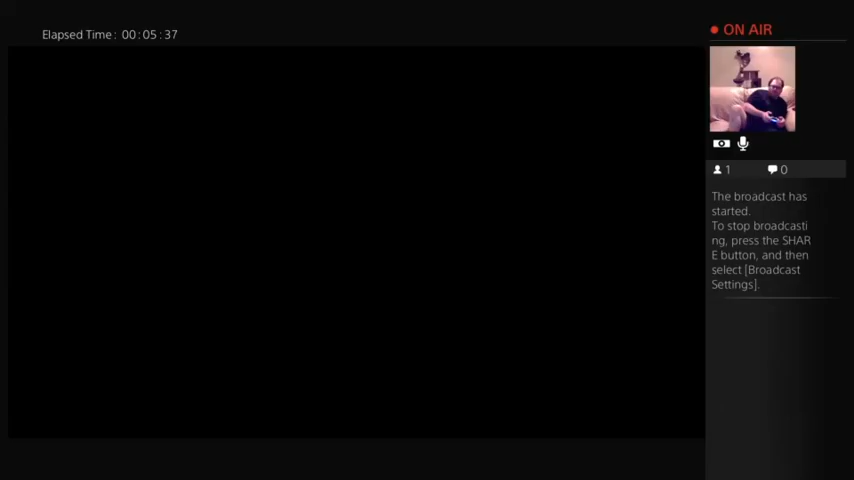 Elapsed Time: 00:05:37
ON AIR
1
0
The broadcast has
started.
To stop broadcasti
ng, press the SHAR
E button, and then
select [Broadcast
Settings].